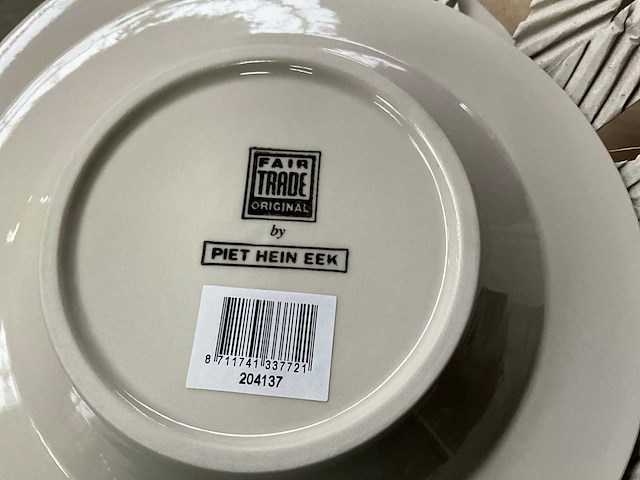 FAIR
TRADE
ORIGINAL
by
PIET HEIN EEK
8 711741 337721
204137